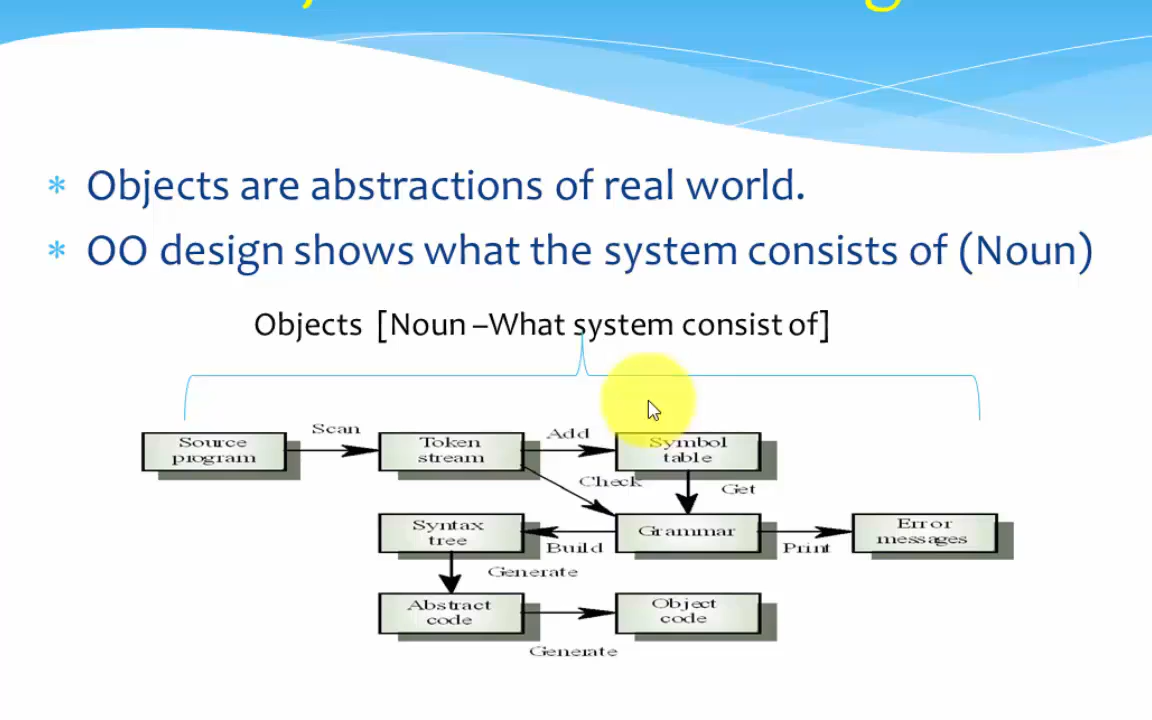 Objects are abstractions of real world.
OO design shows what the system consists of (Noun)
Objects [Noun –What system consist of]
Scan
Add
Source
program
Token
stream
Symbol
table
Check
Get
Syntax
tree
Grammar
Error
messages
Build
Print
Generate
Abstract
code
Object
code
Generate